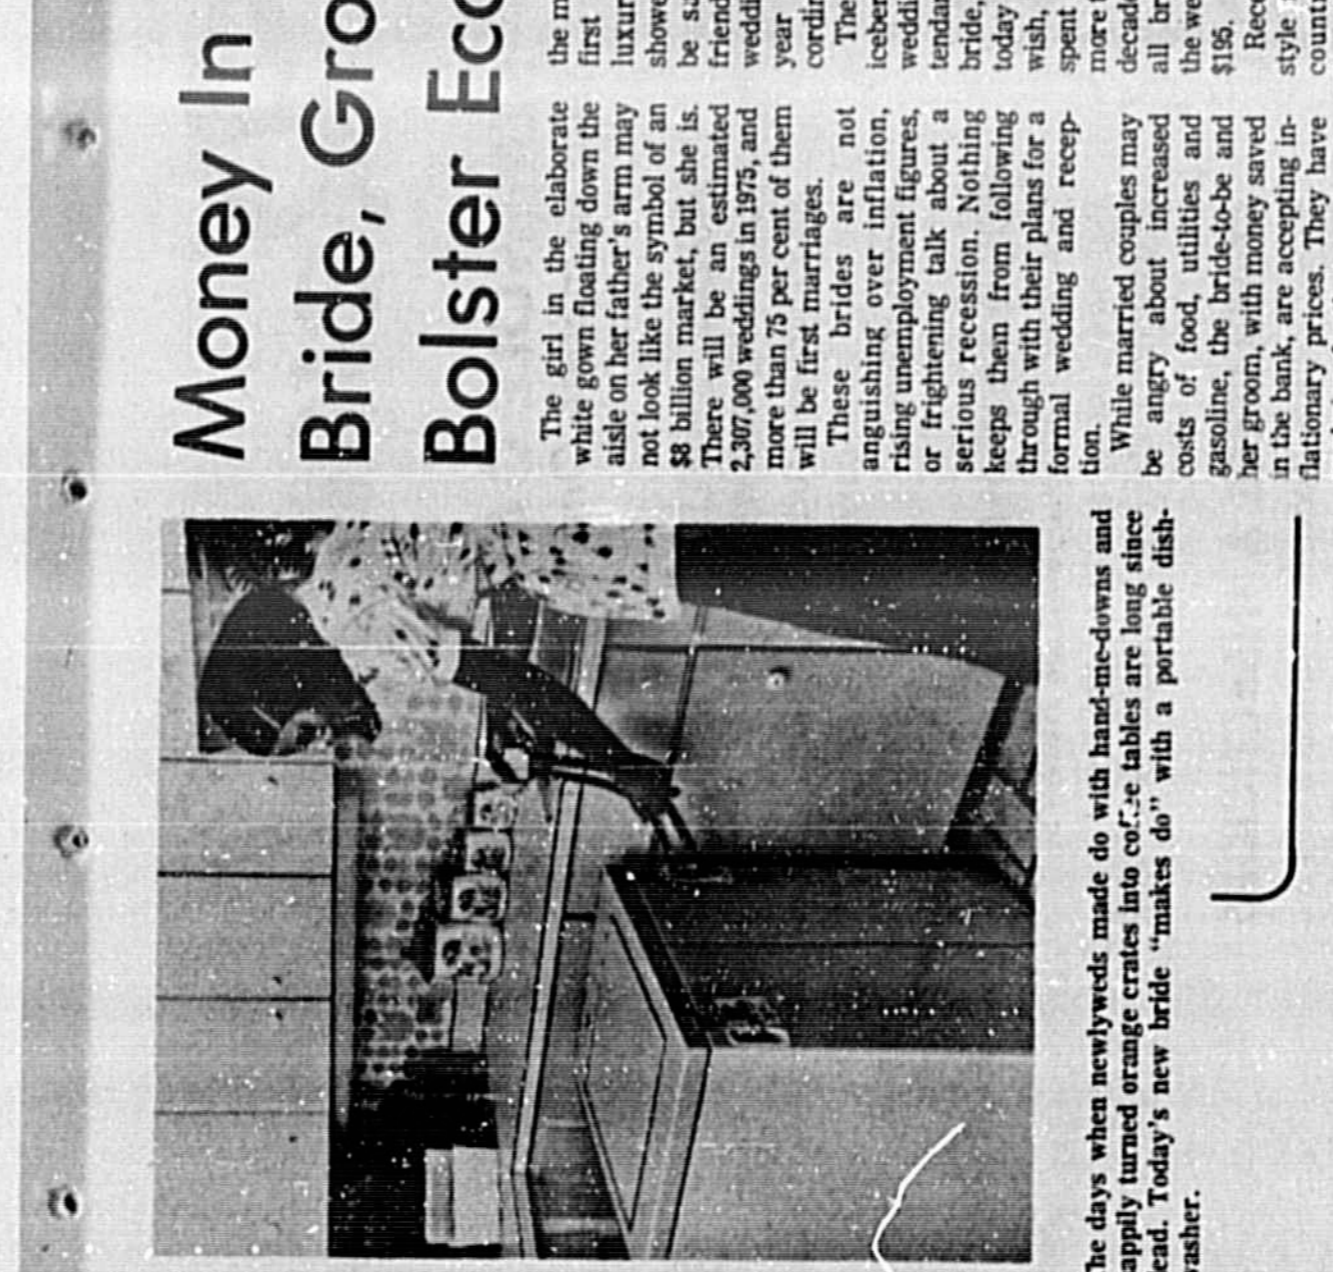 Money In
Bride, Gro
Bolster Eco
The girl in the elaborate
white gown floating down the
aisle on her father's arm may
not look like the symbol of an
$8 billion market, but she is.
There will be an estimated
2,307,000 weddings in 1975, and
more than 75 per cent of them
will be first marriages.
These brides are not
anguishing over inflation,
rising unemployment figures,
or frightening talk about a
serious recession. Nothing
keeps them from following
through with their plans for a
formal wedding and recep-
tion.
While married couples may
be angry about increased
costs of food, utilities and
gasoline, the bride-to-be and
her groom, with money saved
in the bank, are accepting in-
flationary prices. They have
the m
first
luxur
showe
be sa
friend
weddi
year
cordin
The
iceber
weddi
tendar
bride,
today
wish,
spent
more t
decade
all br
the we
$195.
Rece
style
countr
he days when newlyweds made do with hand-me-downs and
appily turned orange crates into coffee tables are long since
ead. Today's new bride "makes do" with a portable dish-
washer.